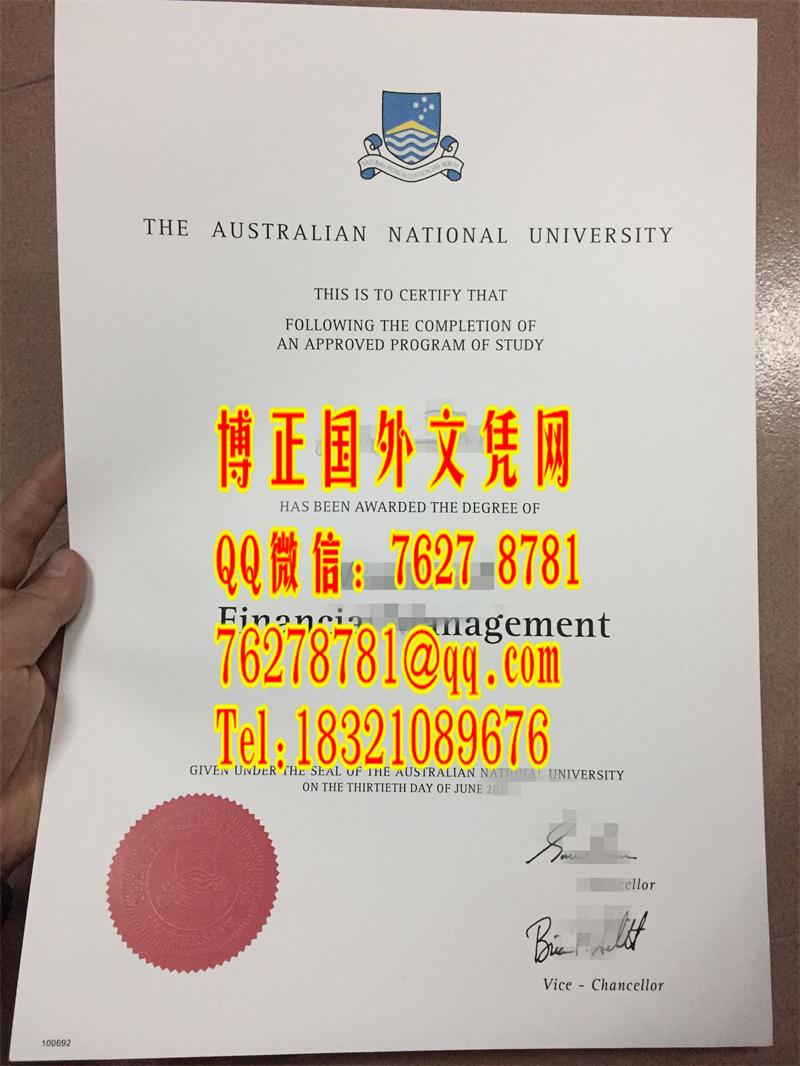 THE AUSTRALIAN NATIONAL UNIVERSITY
THIS IS TO CERTIFY THAT
FOLLOWING THE COMPLETION OF
AN APPROVED PROGRAM OF STUDY
博正国外文凭网
HAS BEEN AWARDED THE DEGREE OF
QQ微信：7627 8781
Financial Management
76278781@qq.com
Tel:18321089676
GIVEN UNDER THE SEAL OF THE AUSTRALIAN NATIONAL UNIVERSITY
ON THE THIRTIETH DAY OF JUNE
Vice - Chancellor
100692